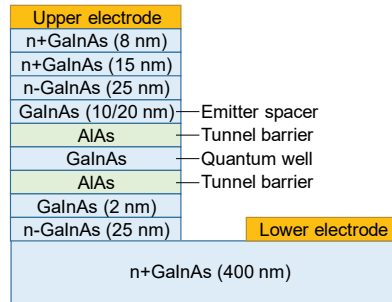 Upper electrode
n+GaInAs (8 nm)
n+GaInAs (15 nm)
n-GaInAs (25 nm)
GaInAs (10/20 nm) Emitter spacer
AlAs Tunnel barrier
GaInAs Quantum well
AlAs Tunnel barrier
GaInAs (2 nm)
n-GaInAs (25 nm) Lower electrode
n+GaInAs (400 nm)